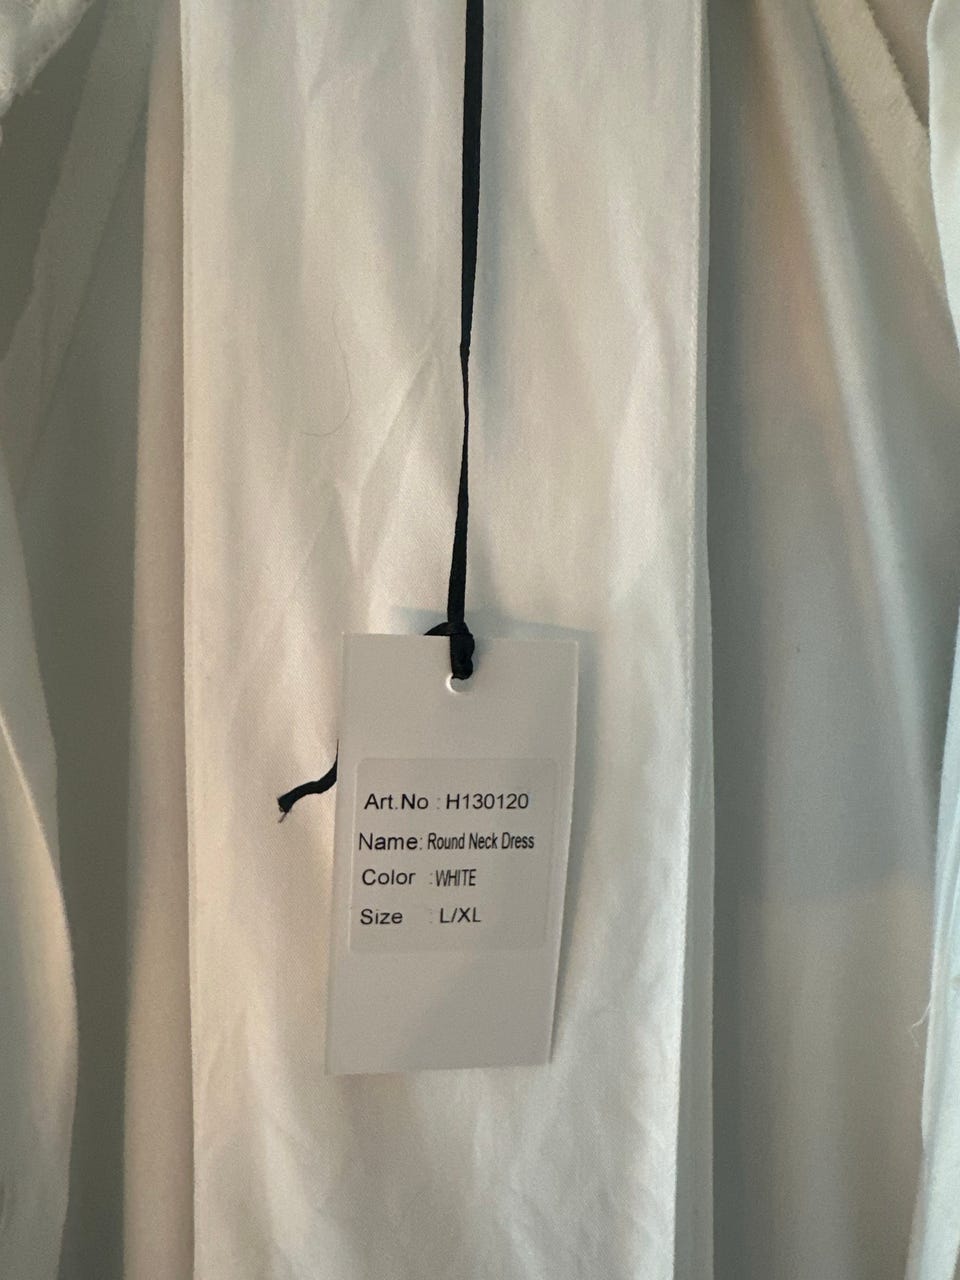 Art.No : H130120
Name: Round Neck Dress
Color : WHITE
Size : L/XL